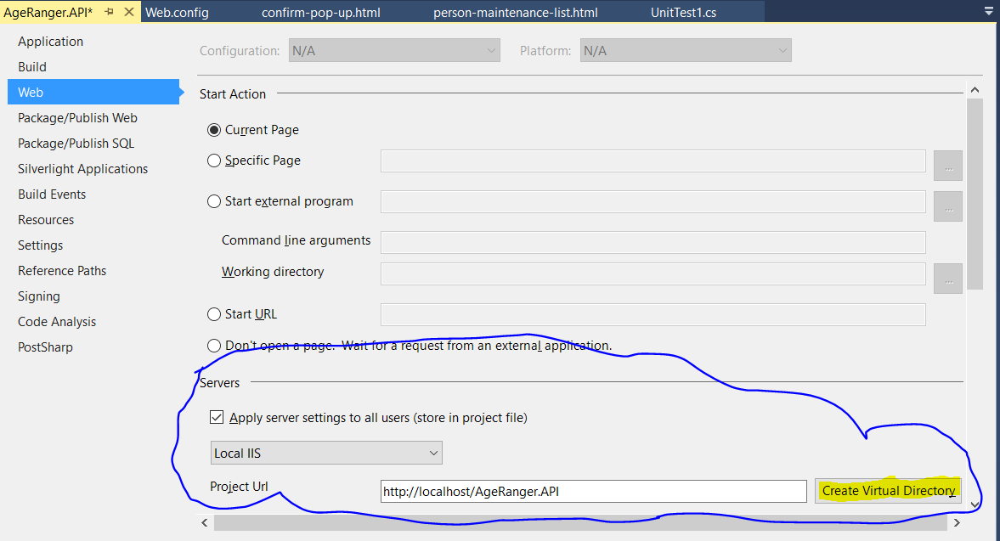 AgeRanger.API* Web.config confirm-pop-up.html person-maintenance-list.html UnitTest1.cs
Application
Build
Web
Package/Publish Web
Package/Publish SQL
Silverlight Applications
Build Events
Resources
Settings
Reference Paths
Signing
Code Analysis
PostSharp
Configuration: N/A Platform: N/A
Start Action
Current Page
Specific Page ...
Start external program ...
Command line arguments
Working directory ...
Start URL
Don't open a page. Wait for a request from an external application.
Servers
Apply server settings to all users (store in project file)
Local IIS
Project Url http://localhost/AgeRanger.API Create Virtual Directory